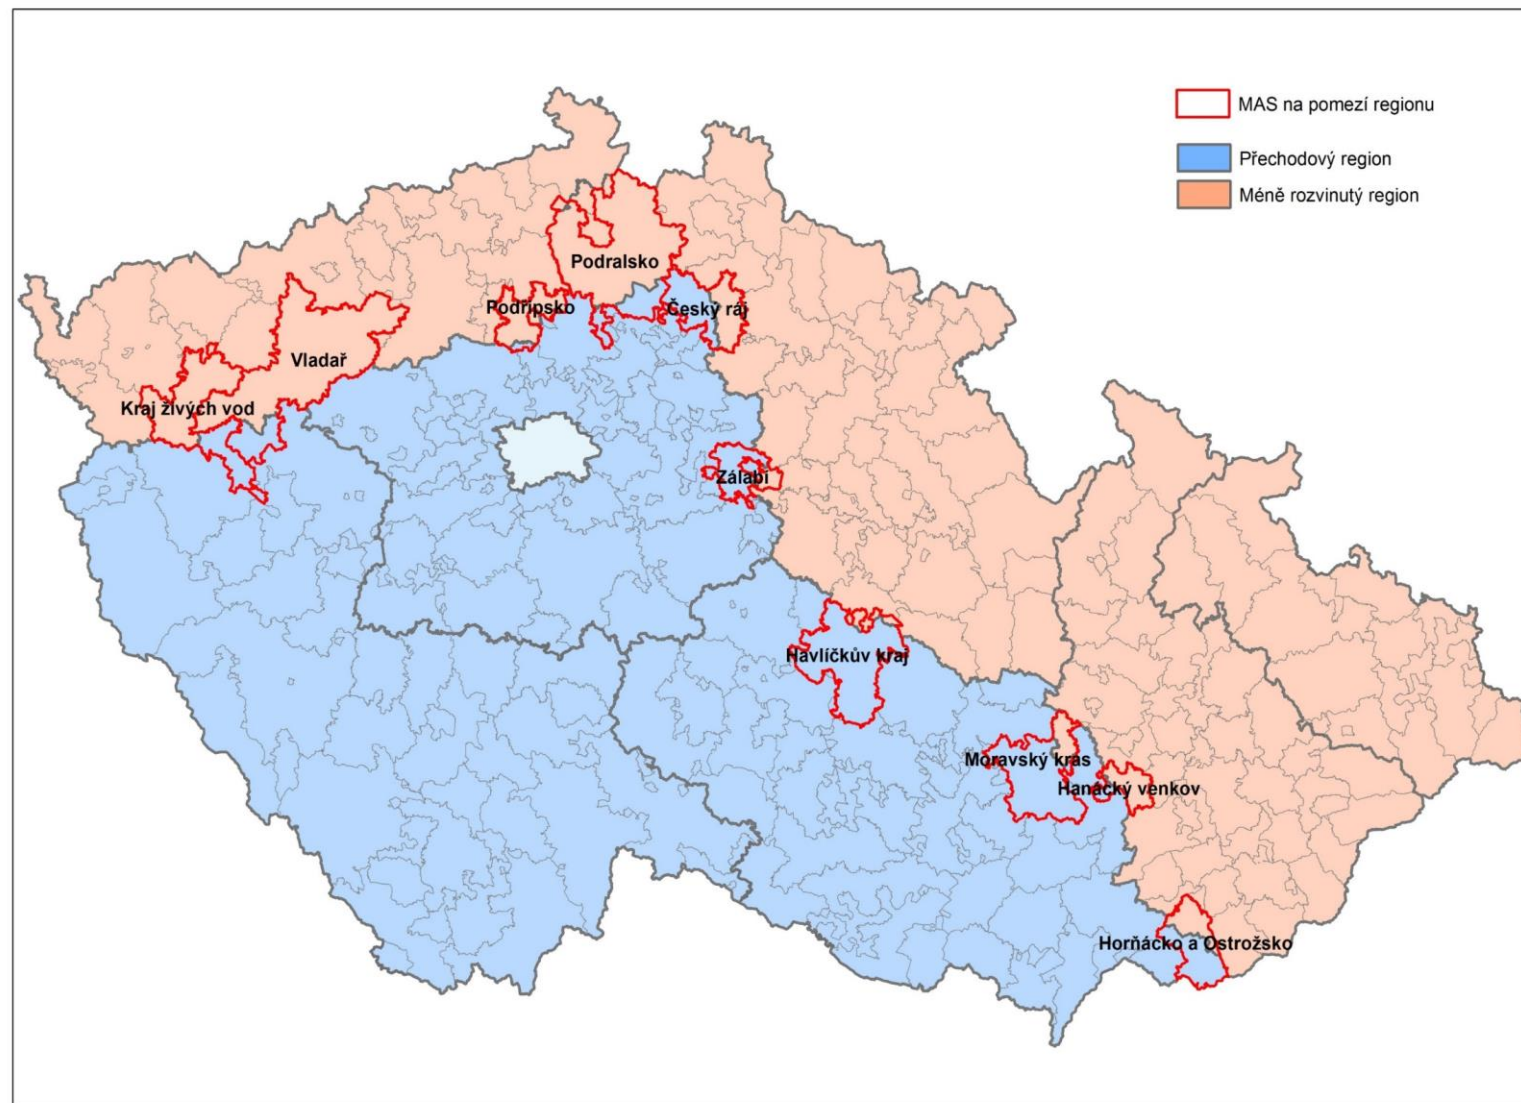 MAS na pomezí regionu
Přechodový region
Méně rozvinutý region
Podralsko
Podřipsko
Český ráj
Vladař
Kraj živých vod
Zálabí
Havlíčkův kraj
Moravský kras
Hanácký venkov
Horňácko a Ostrožsko